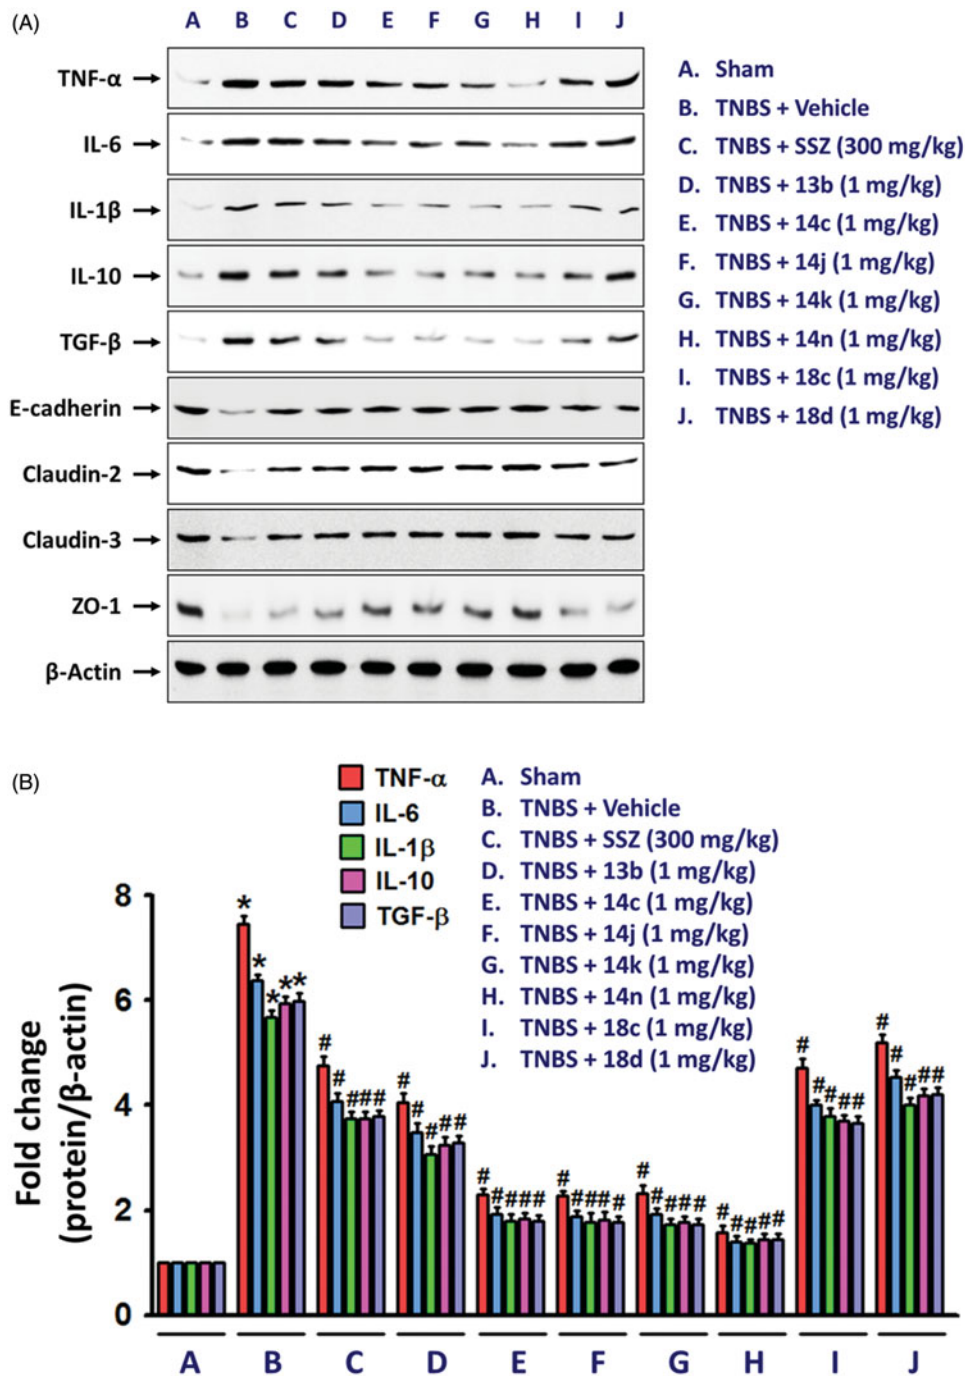 (A)
A B C D E F G H I J
TNF-α
IL-6
IL-1β
IL-10
TGF-β
E-cadherin
Claudin-2
Claudin-3
ZO-1
β-Actin
A. Sham
B. TNBS + Vehicle
C. TNBS + SSZ (300 mg/kg)
D. TNBS + 13b (1 mg/kg)
E. TNBS + 14c (1 mg/kg)
F. TNBS + 14j (1 mg/kg)
G. TNBS + 14k (1 mg/kg)
H. TNBS + 14n (1 mg/kg)
I. TNBS + 18c (1 mg/kg)
J. TNBS + 18d (1 mg/kg)
(B)
TNF-α
IL-6
IL-1β
IL-10
TGF-β
A. Sham
B. TNBS + Vehicle
C. TNBS + SSZ (300 mg/kg)
D. TNBS + 13b (1 mg/kg)
E. TNBS + 14c (1 mg/kg)
F. TNBS + 14j (1 mg/kg)
G. TNBS + 14k (1 mg/kg)
H. TNBS + 14n (1 mg/kg)
I. TNBS + 18c (1 mg/kg)
J. TNBS + 18d (1 mg/kg)
Fold change
(protein/β-actin)
8
6
4
2
0
* * * * *
# # # # #
# # # # #
# # # # #
# # # # #
# # # # #
# # # # #
# # # # #
# # # # #
A B C D E F G H I J